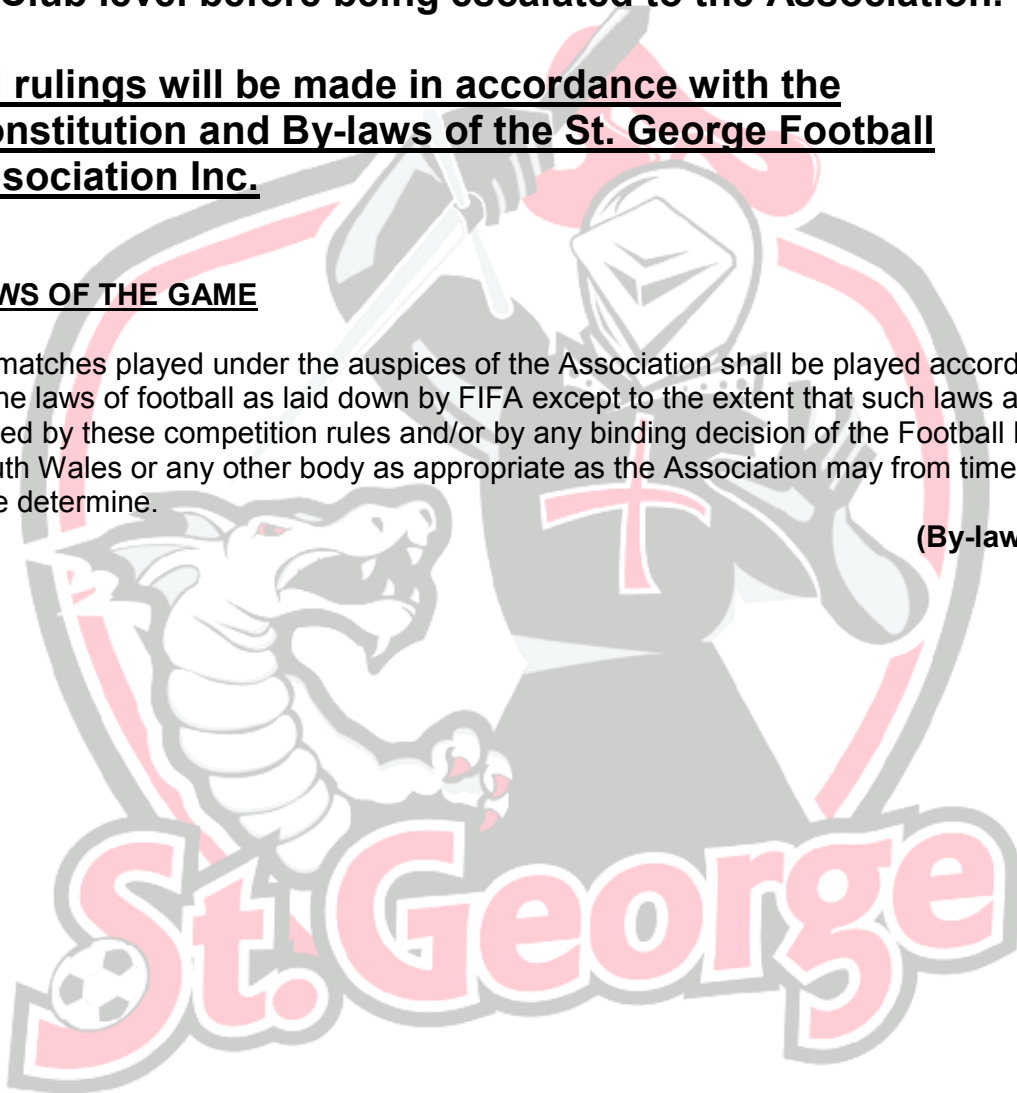 Club level before being escalated to the Association.
rulings will be made in accordance with the
onstitution and By-laws of the St. George Football
sociation Inc.
WS OF THE GAME
matches played under the auspices of the Association shall be played accord
he laws of football as laid down by FIFA except to the extent that such laws a
ed by these competition rules and/or by any binding decision of the Football
uth Wales or any other body as appropriate as the Association may from time
e determine.
(By-law
St. George